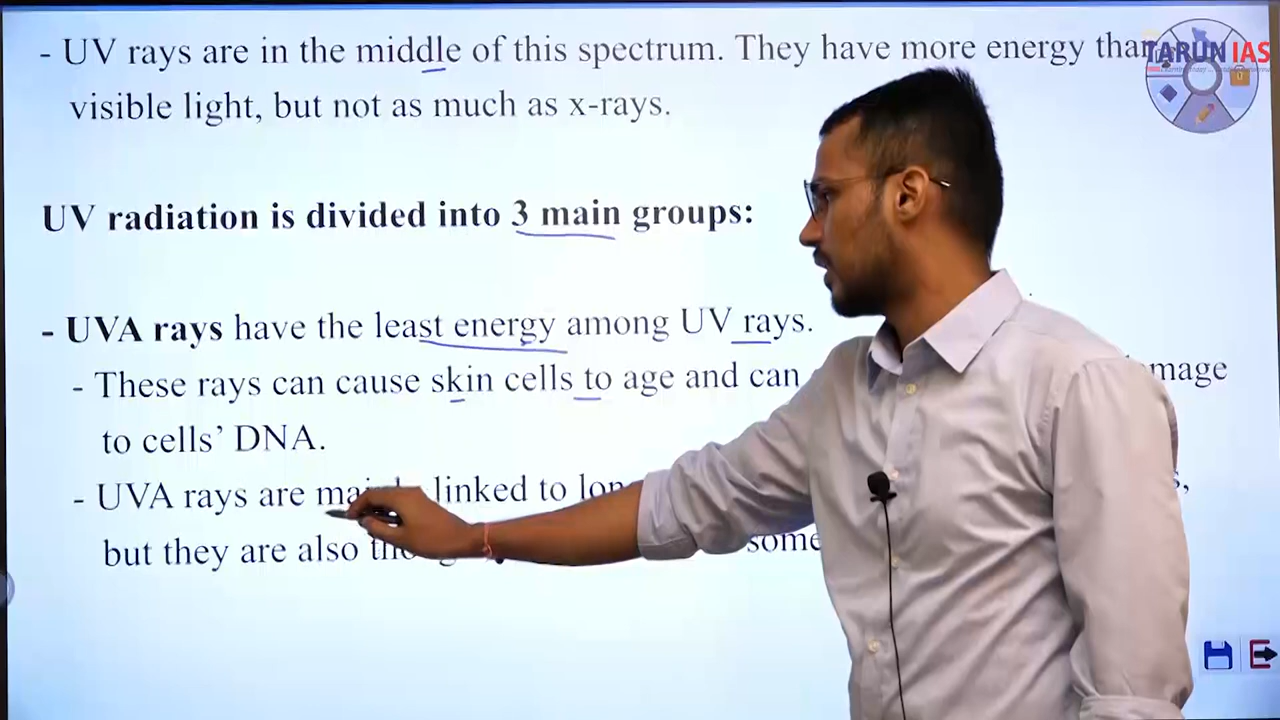 - UV rays are in the middle of this spectrum. They have more energy than
visible light, but not as much as x-rays.
TARUN IAS
UV radiation is divided into 3 main groups:
- UVA rays have the least energy among UV rays.
- These rays can cause skin cells to age and can
to cells' DNA.
- UVA rays are linked to
but they are also some